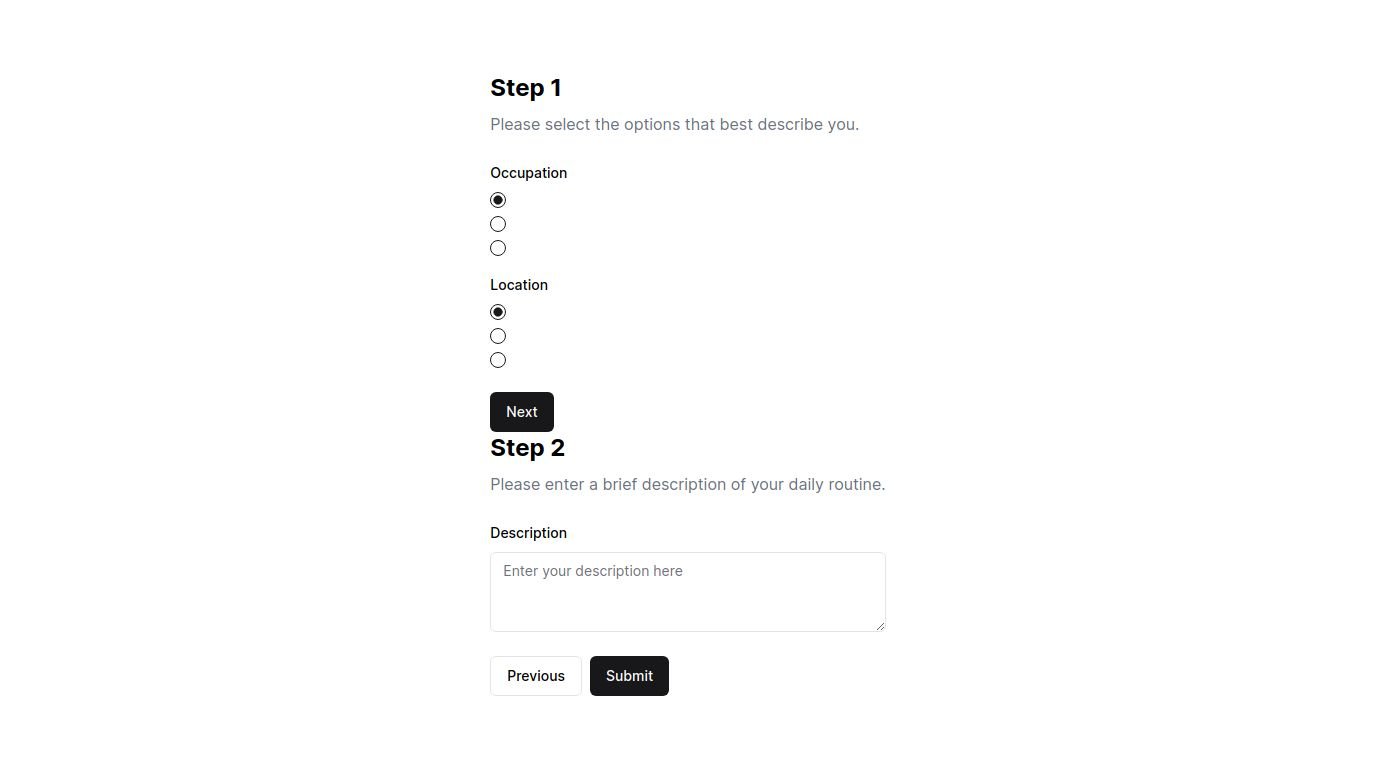 Step 1
Please select the options that best describe you.
Occupation
Location
Next
Step 2
Please enter a brief description of your daily routine.
Description
Enter your description here
Previous Submit